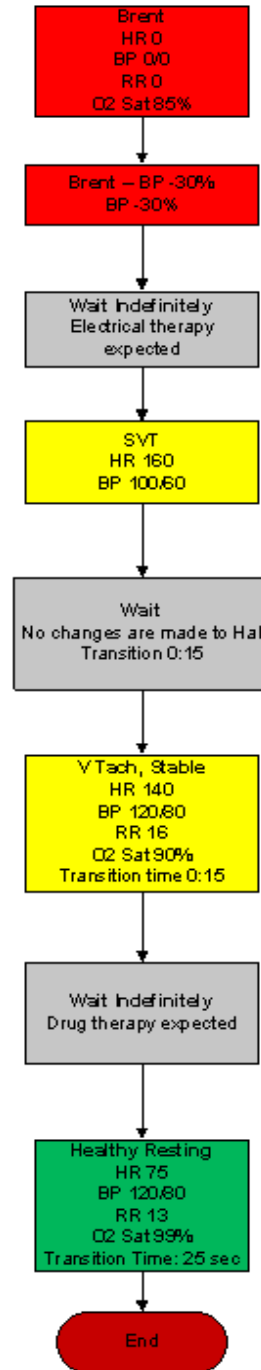 Brent
HR 0
BP 0/0
RR 0
O2 Sat 85%
Brent – BP -30%
BP -30%
Wait Indefinitely
Electrical therapy
expected
SVT
HR 160
BP 100/60
Wait
No changes are made to Hal
Transition 0:15
V Tach, Stable
HR 140
BP 120/80
RR 16
O2 Sat 90%
Transition time 0:15
Wait Indefinitely
Drug therapy expected
Healthy Resting
HR 75
BP 120/80
RR 13
O2 Sat 99%
Transition Time: 25 sec
End